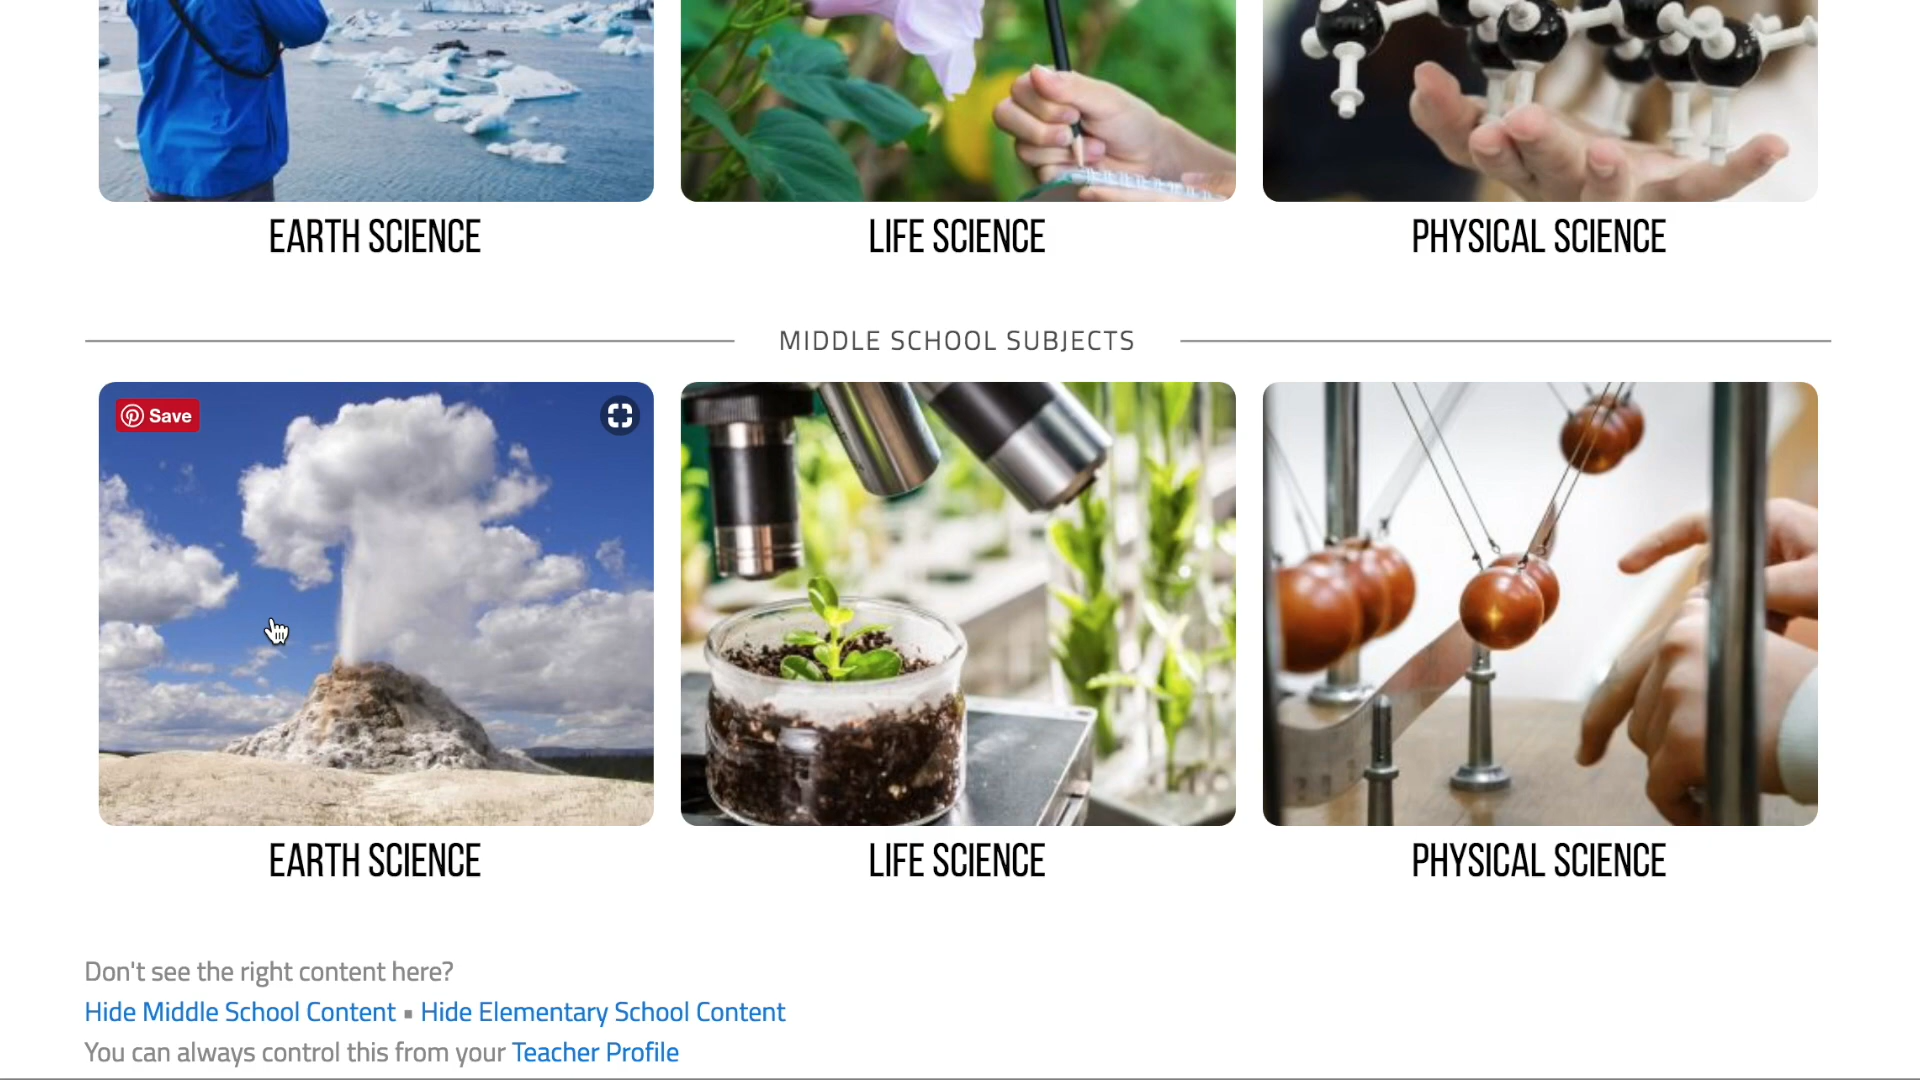 EARTH SCIENCE
LIFE SCIENCE
PHYSICAL SCIENCE
MIDDLE SCHOOL SUBJECTS
Save
EARTH SCIENCE
LIFE SCIENCE
PHYSICAL SCIENCE
Don't see the right content here?
Hide Middle School Content ▪ Hide Elementary School Content
You can always control this from your Teacher Profile